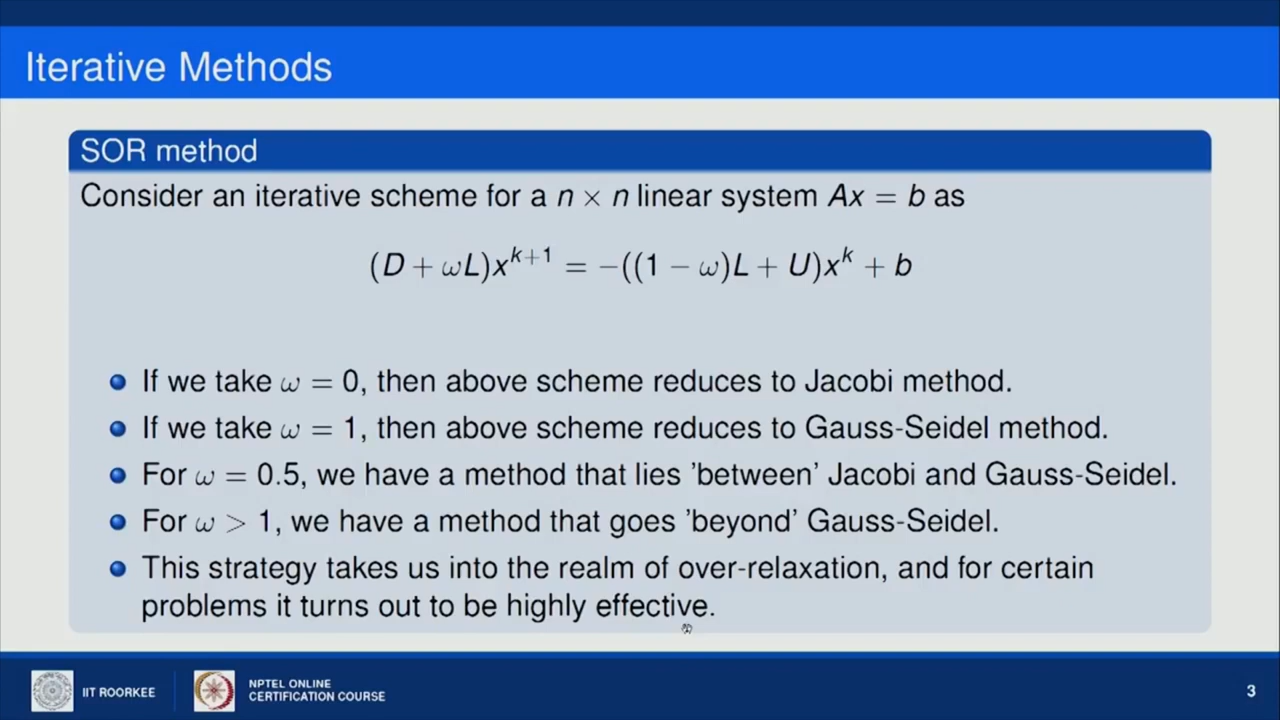 Iterative Methods
SOR method
Consider an iterative scheme for a n × n linear system Ax = b as
(D + ωL)x^{k+1} = −((1 − ω)L + U)x^k + b
If we take ω = 0, then above scheme reduces to Jacobi method.
If we take ω = 1, then above scheme reduces to Gauss-Seidel method.
For ω = 0.5, we have a method that lies ’between’ Jacobi and Gauss-Seidel.
For ω > 1, we have a method that goes ’beyond’ Gauss-Seidel.
This strategy takes us into the realm of over-relaxation, and for certain
problems it turns out to be highly effective.
IIT ROORKEE
NPTEL ONLINE
CERTIFICATION COURSE
3